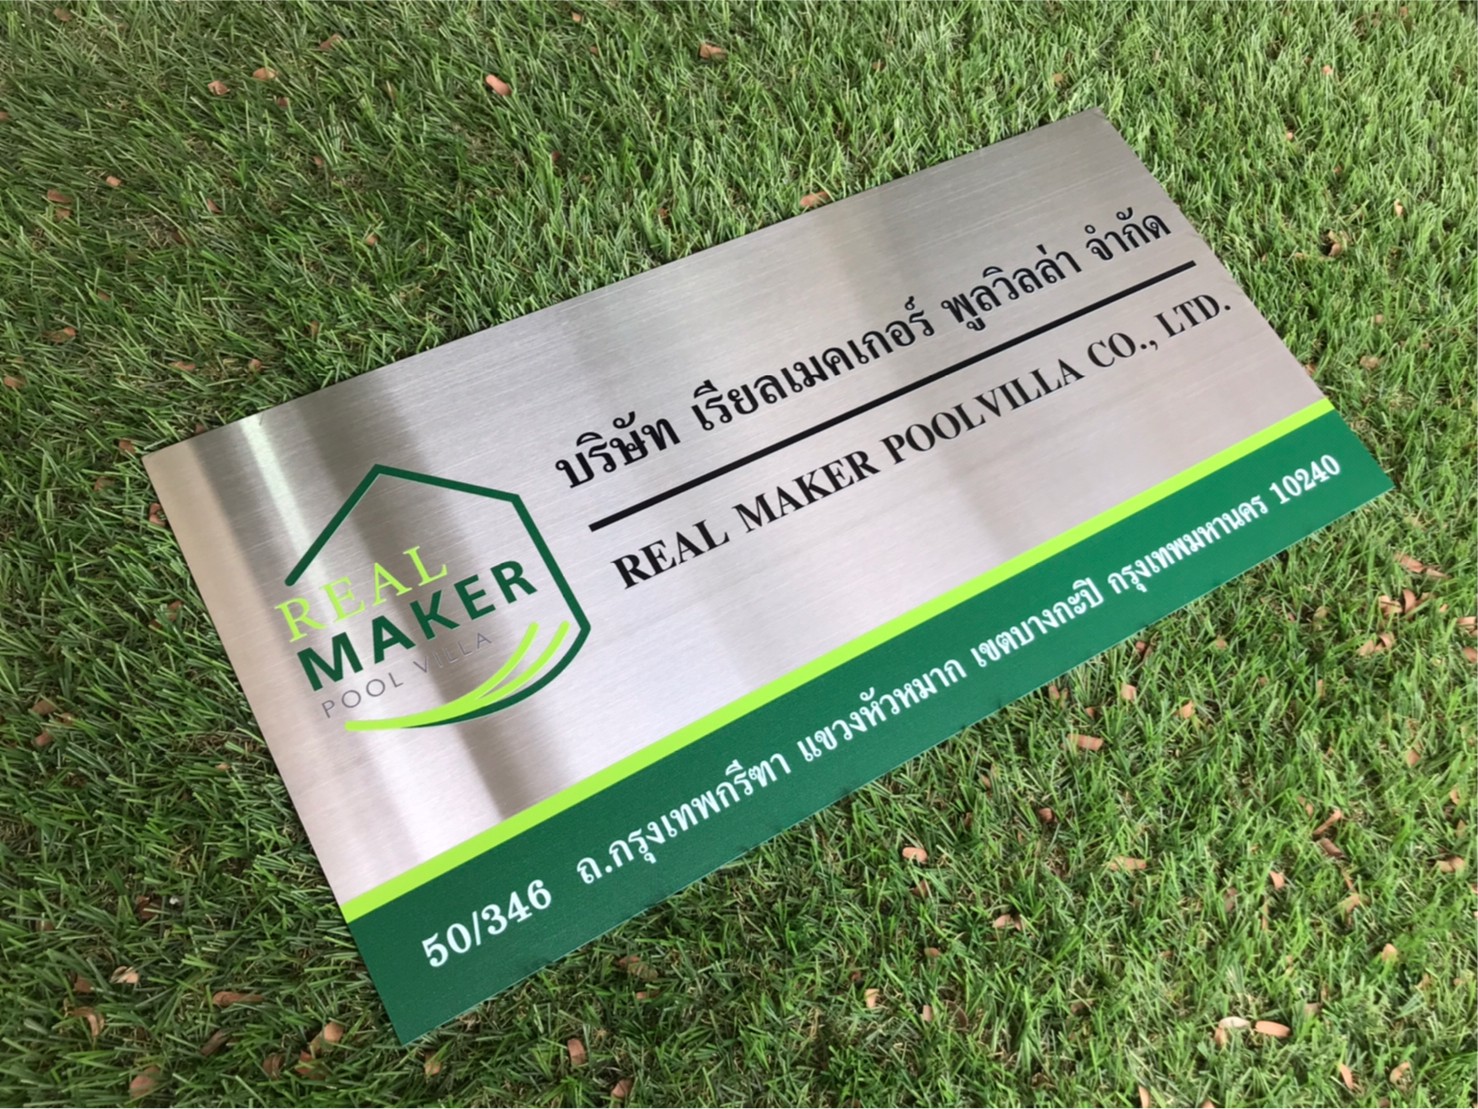 REAL
MAKER
POOL VILLA
บริษัท เรียลเมคเกอร์ พูลวิลล่า จำกัด
REAL MAKER POOLVILLA CO., LTD.
50/346 ถ.กรุงเทพกรีฑา แขวงหัวหมาก เขตบางกะปี กรุงเทพมหานคร 10240